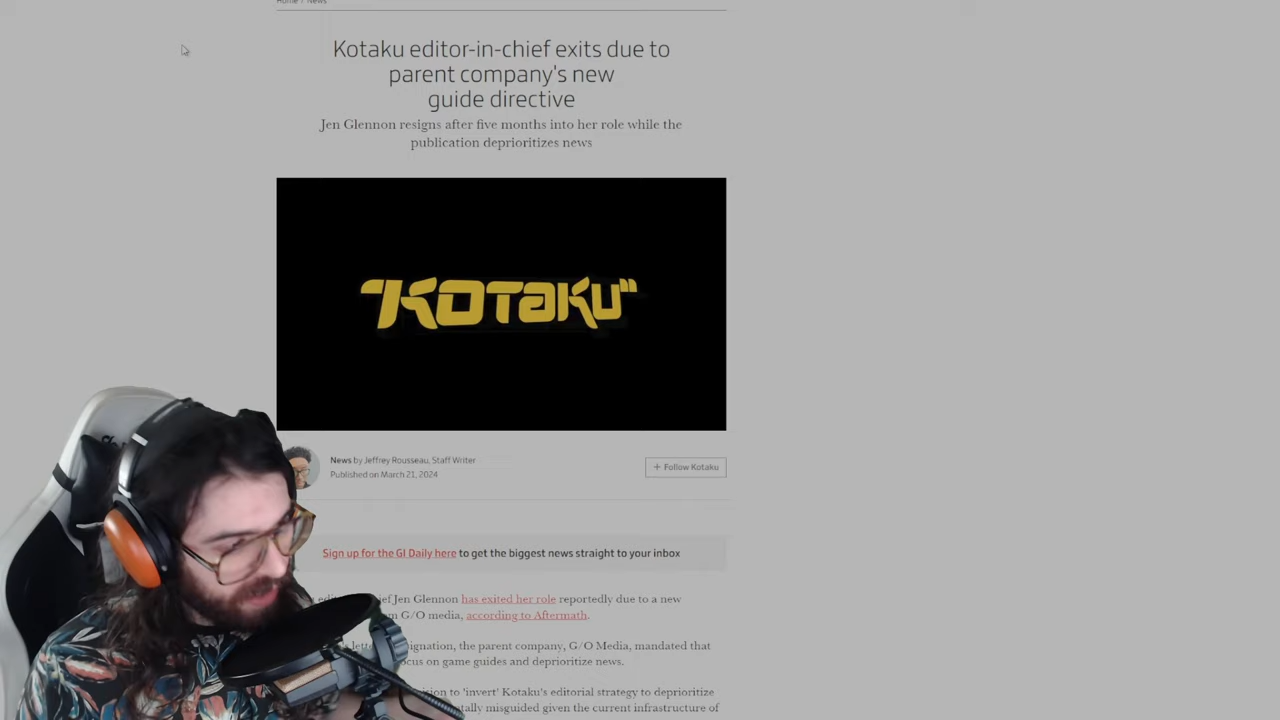 Home / News
Kotaku editor-in-chief exits due to
parent company's new
guide directive
Jen Glennon resigns after five months into her role while the
publication deprioritizes news
"KOTaKU"
News by Jeffrey Rousseau, Staff Writer
Published on March 21, 2024
+ Follow Kotaku
Sign up for the GI Daily here to get the biggest news straight to your inbox
Jen Glennon has exited her role reportedly due to a new
G/O media, according to Aftermath.
the parent company, G/O Media, mandated that
on game guides and deprioritize news.
to 'invert' Kotaku's editorial strategy to deprioritize
misguided given the current infrastructure of